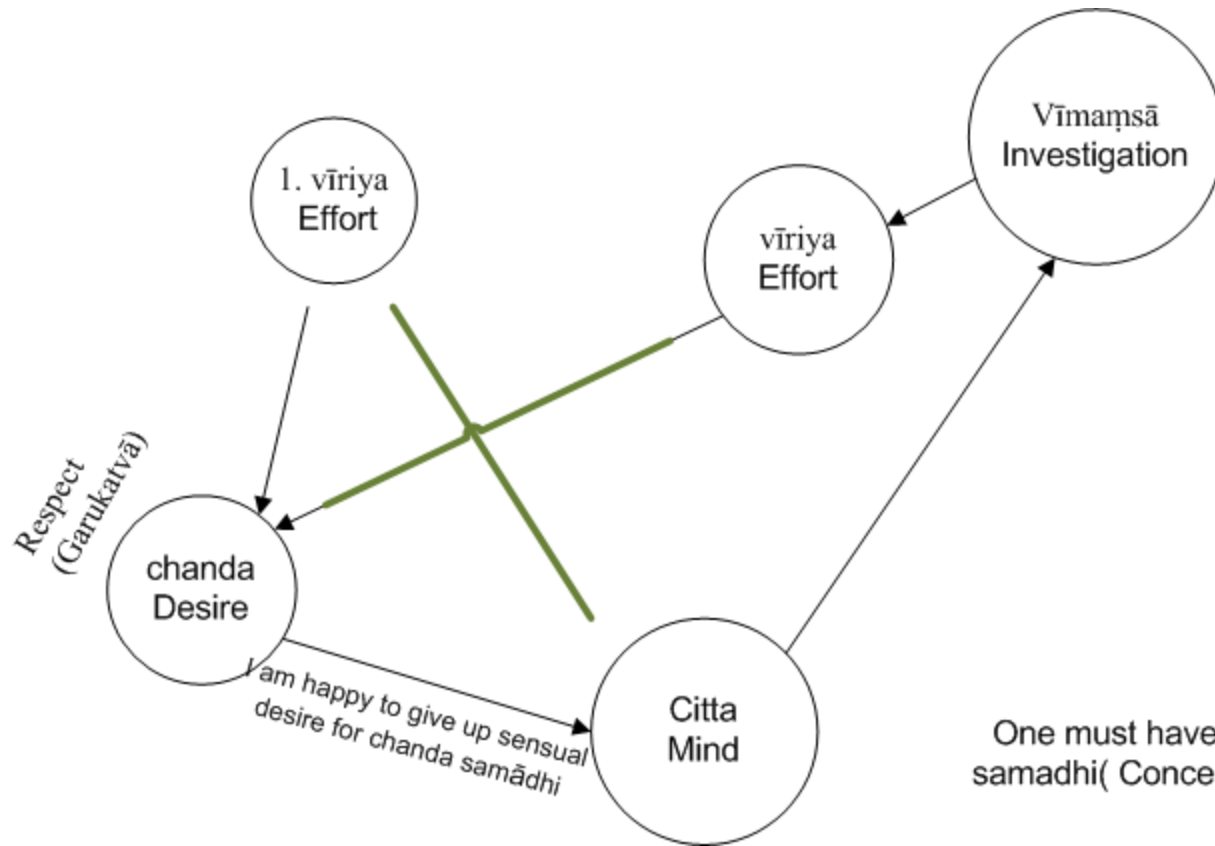 1. vīriya
Effort
Vīmaṃsā
Investigation
vīriya
Effort
Respect
(Garukatvā)
chanda
Desire
I am happy to give up sensual
desire for chanda samādhi
Citta
Mind
One must have
samadhi( Conce